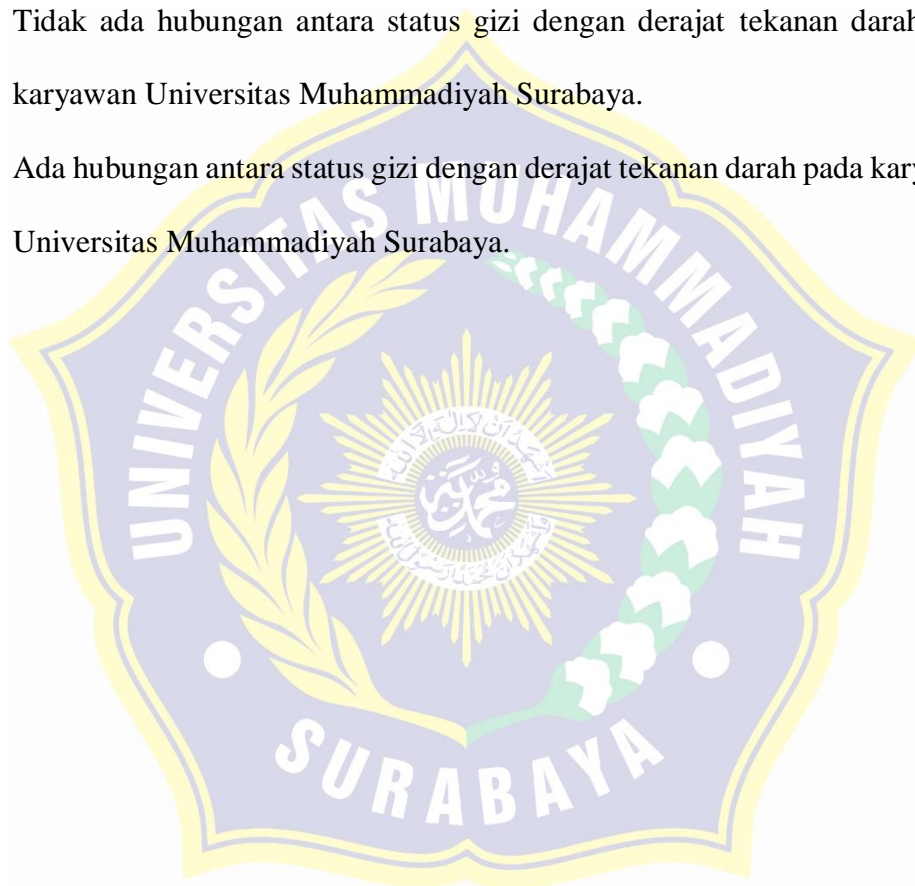 Tidak ada hubungan antara status gizi dengan derajat tekanan darah
karyawan Universitas Muhammadiyah Surabaya.
Ada hubungan antara status gizi dengan derajat tekanan darah pada kary
Universitas Muhammadiyah Surabaya.
UNIVERSITAS MUHAMMADIYAH
SURABAYA